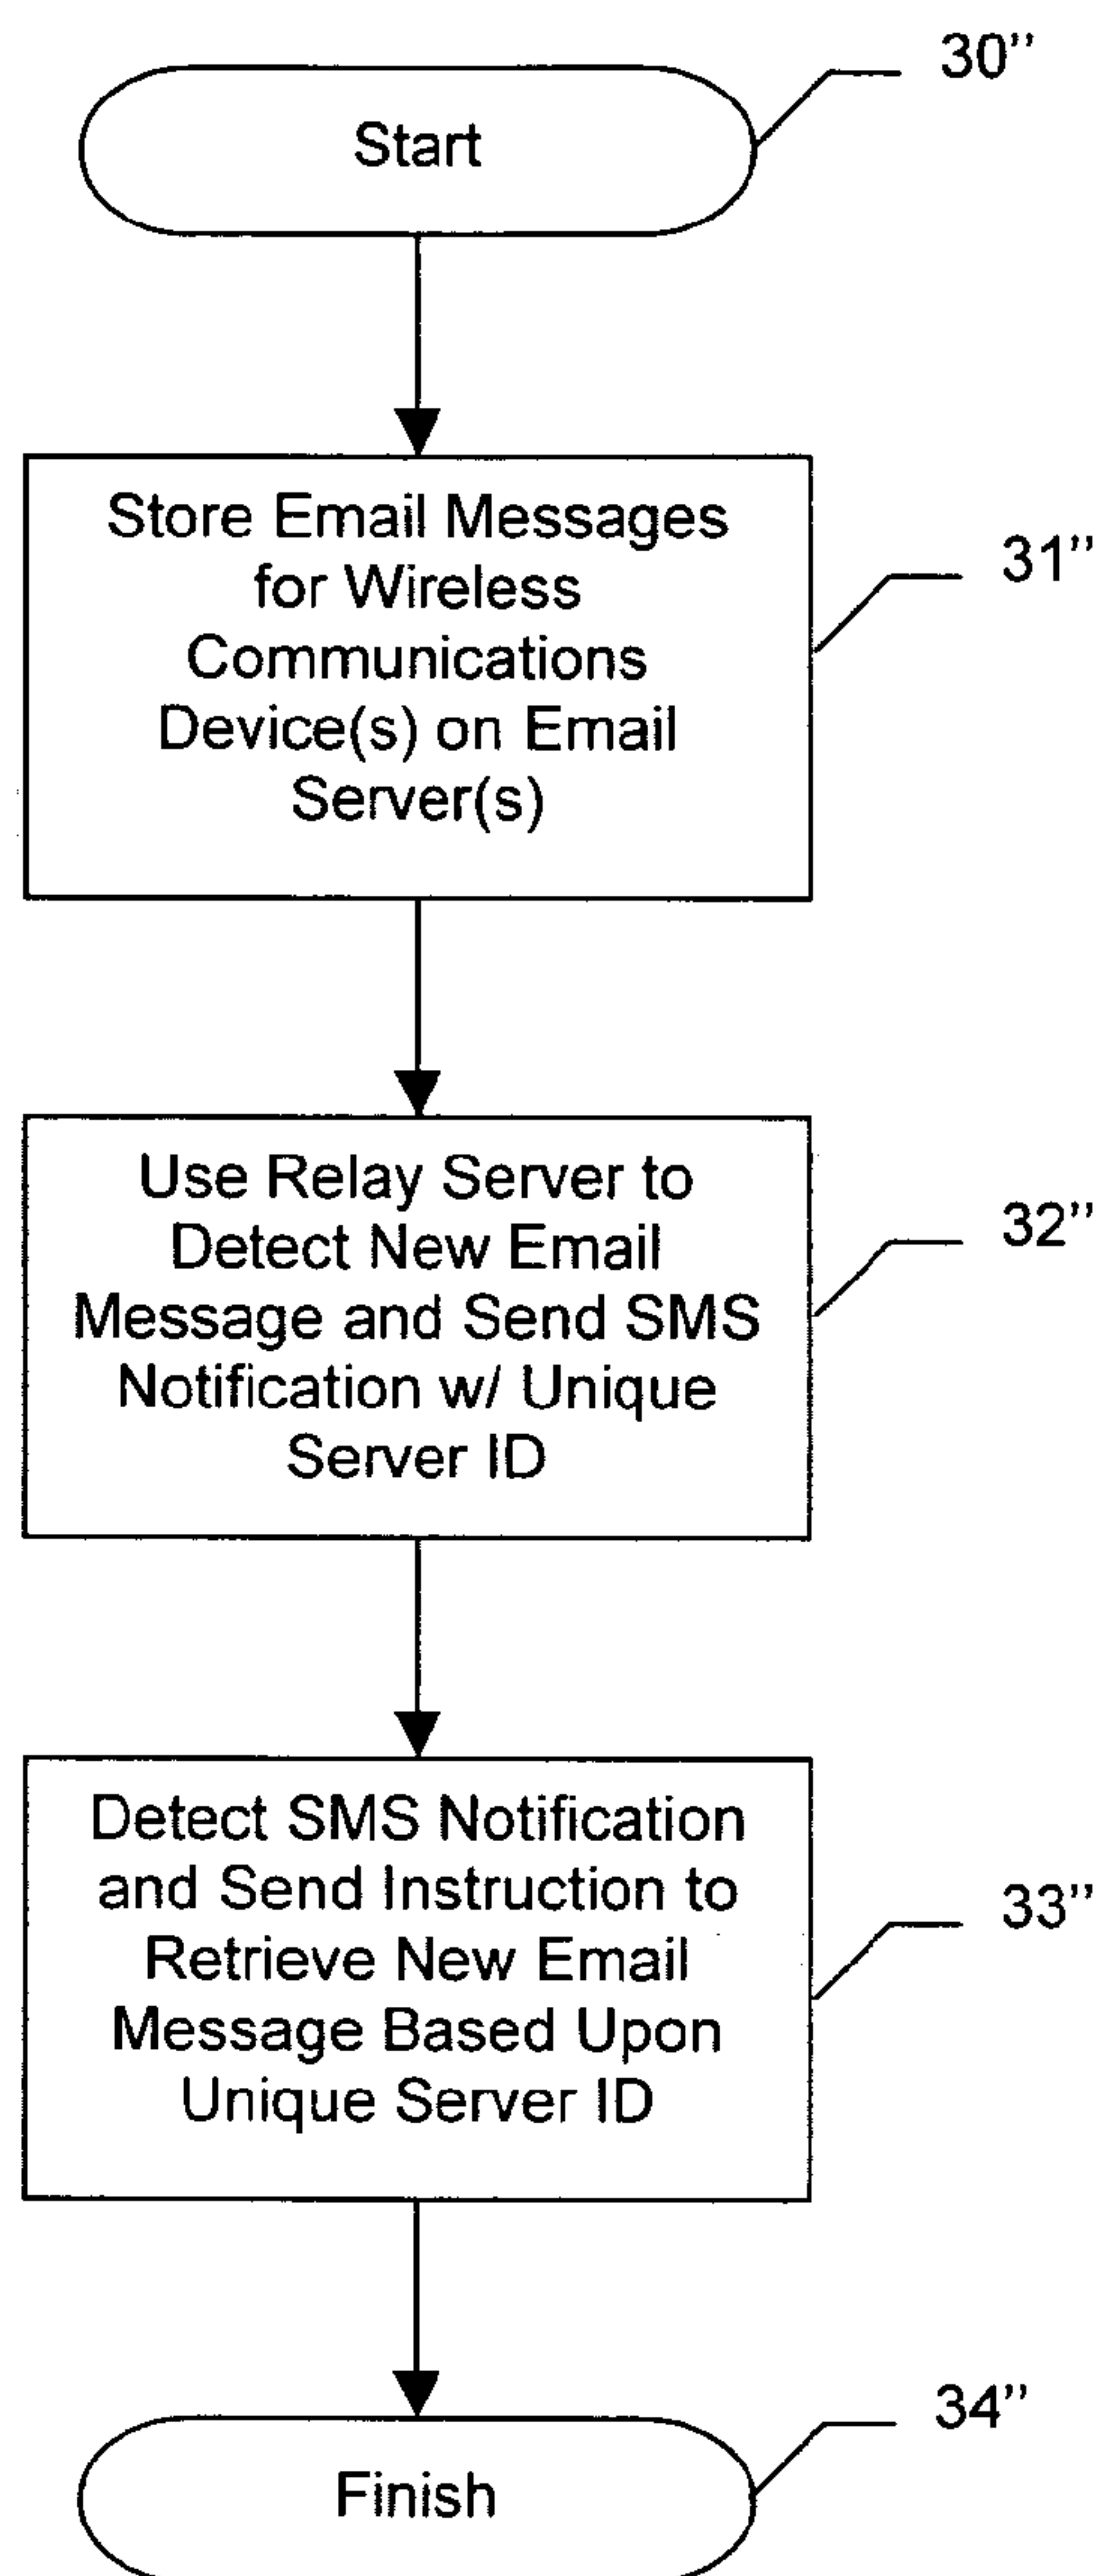 30’’
Start
Store Email Messages
for Wireless
Communications
Device(s) on Email
Server(s)
31’’
Use Relay Server to
Detect New Email
Message and Send SMS
Notification w/ Unique
Server ID
32’’
Detect SMS Notification
and Send Instruction to
Retrieve New Email
Message Based Upon
Unique Server ID
33’’
34’’
Finish